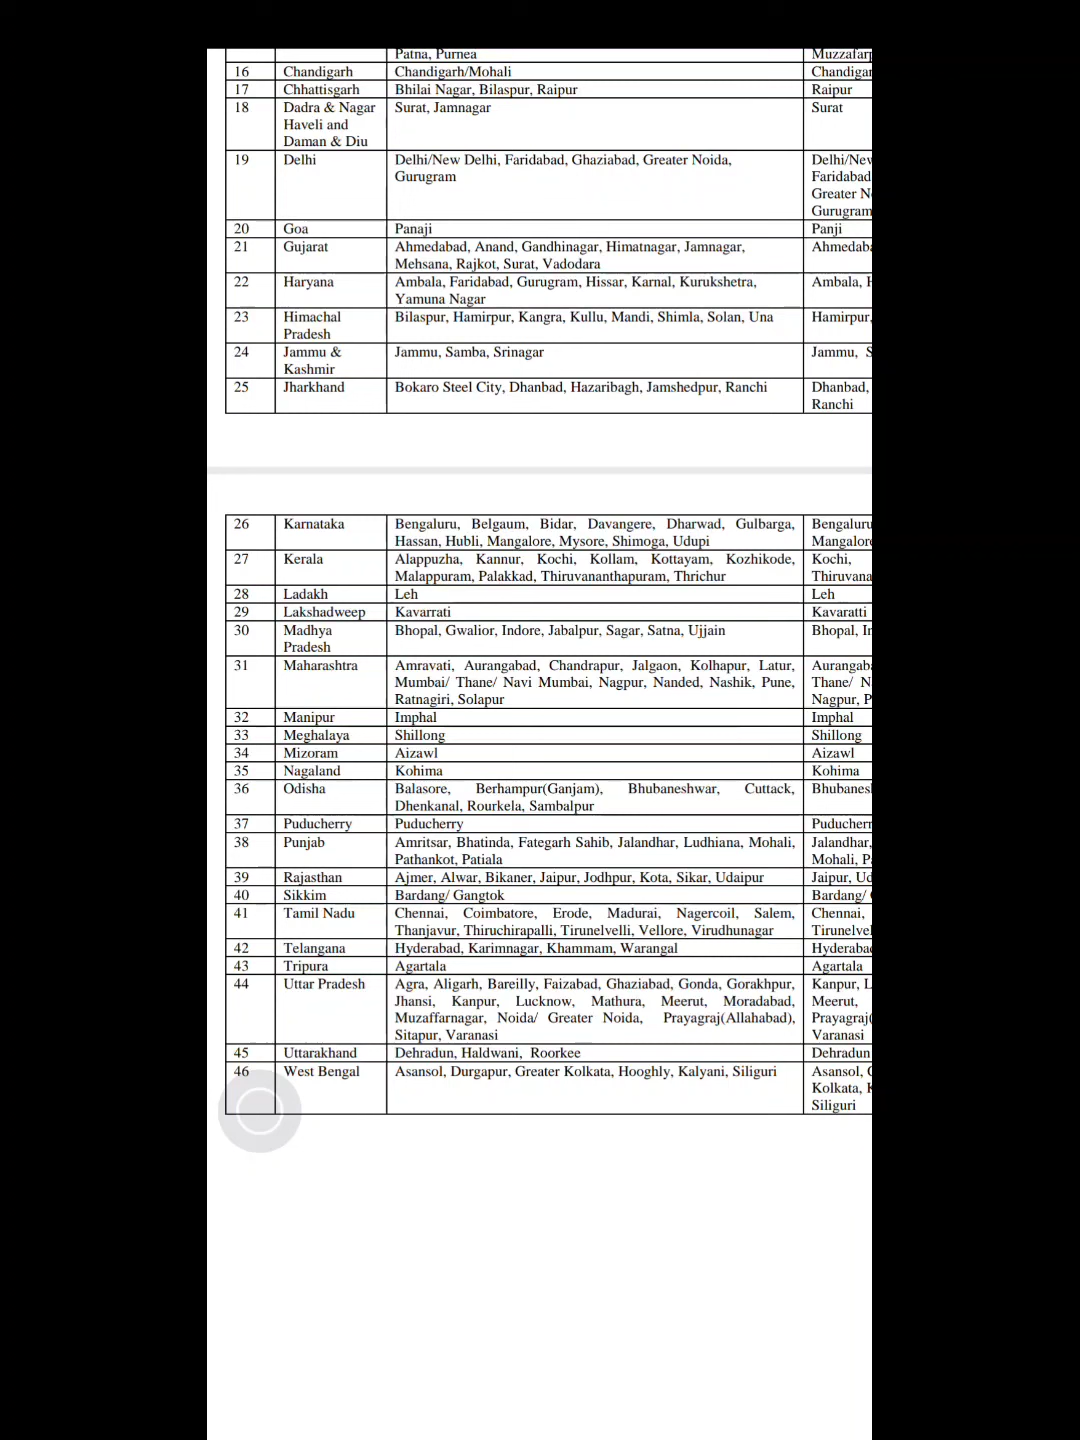 Patna, Purnea
16 Chandigarh Chandigarh/Mohali
17 Chhattisgarh Bhilai Nagar, Bilaspur, Raipur Raipur
18 Dadra & Nagar Surat, Jamnagar Surat
Haveli and
Daman & Diu
19 Delhi Delhi/New Delhi, Faridabad, Ghaziabad, Greater Noida, Delhi/New
Gurugram Faridabad
Greater
Gurugram
20 Goa Panaji Panji
21 Gujarat Ahmedabad, Anand, Gandhinagar, Himatnagar, Jamnagar,
Mehsana, Rajkot, Surat, Vadodara
22 Haryana Ambala, Faridabad, Gurugram, Hissar, Karnal, Kurukshetra, Ambala,
Yamuna Nagar
23 Himachal Bilaspur, Hamirpur, Kangra, Kullu, Mandi, Shimla, Solan, Una Hamirpur,
Pradesh
24 Jammu & Jammu, Samba, Srinagar Jammu,
Kashmir
25 Jharkhand Bokaro Steel City, Dhanbad, Hazaribagh, Jamshedpur, Ranchi Dhanbad,
Ranchi
26 Karnataka Bengaluru, Belgaum, Bidar, Davangere, Dharwad, Gulbarga, Bengaluru
Hassan, Hubli, Mangalore, Mysore, Shimoga, Udupi Mangalore
27 Kerala Alappuzha, Kannur, Kochi, Kollam, Kottayam, Kozhikode, Kochi,
Malappuram, Palakkad, Thiruvananthapuram, Thrichur
28 Ladakh Leh Leh
29 Lakshadweep Kavarrati Kavaratti
30 Madhya Bhopal, Gwalior, Indore, Jabalpur, Sagar, Satna, Ujjain Bhopal,
Pradesh
31 Maharashtra Amravati, Aurangabad, Chandrapur, Jalgaon, Kolhapur, Latur,
Mumbai/ Thane/ Navi Mumbai, Nagpur, Nanded, Nashik, Pune, Thane/
Ratnagiri, Solapur Nagpur,
32 Manipur Imphal Imphal
33 Meghalaya Shillong Shillong
34 Mizoram Aizawl Aizawl
35 Nagaland Kohima Kohima
36 Odisha Balasore, Berhampur(Ganjam), Bhubaneshwar, Cuttack,
Dhenkanal, Rourkela, Sambalpur
37 Puducherry Puducherry
38 Punjab Amritsar, Bhatinda, Fategarh Sahib, Jalandhar, Ludhiana, Mohali, Jalandhar,
Pathankot, Patiala Mohali,
39 Rajasthan Ajmer, Alwar, Bikaner, Jaipur, Jodhpur, Kota, Sikar, Udaipur Jaipur,
40 Sikkim Bardang/ Gangtok Bardang/
41 Tamil Nadu Chennai, Coimbatore, Erode, Madurai, Nagercoil, Salem, Chennai,
Thanjavur, Thiruchirapalli, Tirunelvelli, Vellore, Virudhunagar
42 Telangana Hyderabad, Karimnagar, Khammam, Warangal
43 Tripura Agartala Agartala
44 Uttar Pradesh Agra, Aligarh, Bareilly, Faizabad, Ghaziabad, Gonda, Gorakhpur, Kanpur,
Jhansi, Kanpur, Lucknow, Mathura, Meerut, Moradabad, Meerut,
Muzaffarnagar, Noida/ Greater Noida, Prayagraj(Allahabad),
Sitapur, Varanasi Varanasi
45 Uttarakhand Dehradun, Haldwani, Roorkee Dehradun
46 West Bengal Asansol, Durgapur, Greater Kolkata, Hooghly, Kalyani, Siliguri Asansol,
Kolkata,
Siliguri